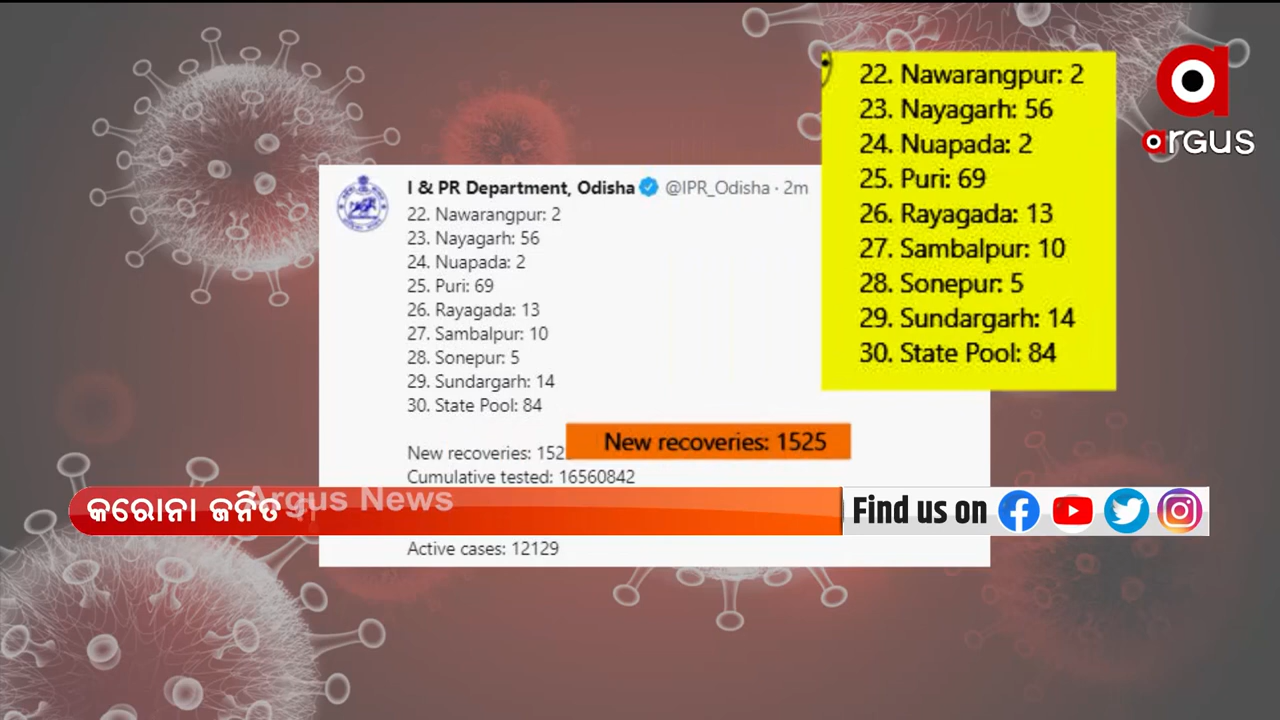 22. Nawarangpur: 2
23. Nayagarh: 56
24. Nuapada: 2
25. Puri: 69
26. Rayagada: 13
27. Sambalpur: 10
28. Sonepur: 5
29. Sundargarh: 14
30. State Pool: 84
argus
I & PR Department, Odisha @IPR_Odisha · 2m
22. Nawarangpur: 2
23. Nayagarh: 56
24. Nuapada: 2
25. Puri: 69
26. Rayagada: 13
27. Sambalpur: 10
28. Sonepur: 5
29. Sundargarh: 14
30. State Pool: 84
New recoveries: 152
New recoveries: 1525
Cumulative tested: 16560842
Argus News
କରୋନା ଜନିତ
Find us on
Active cases: 12129